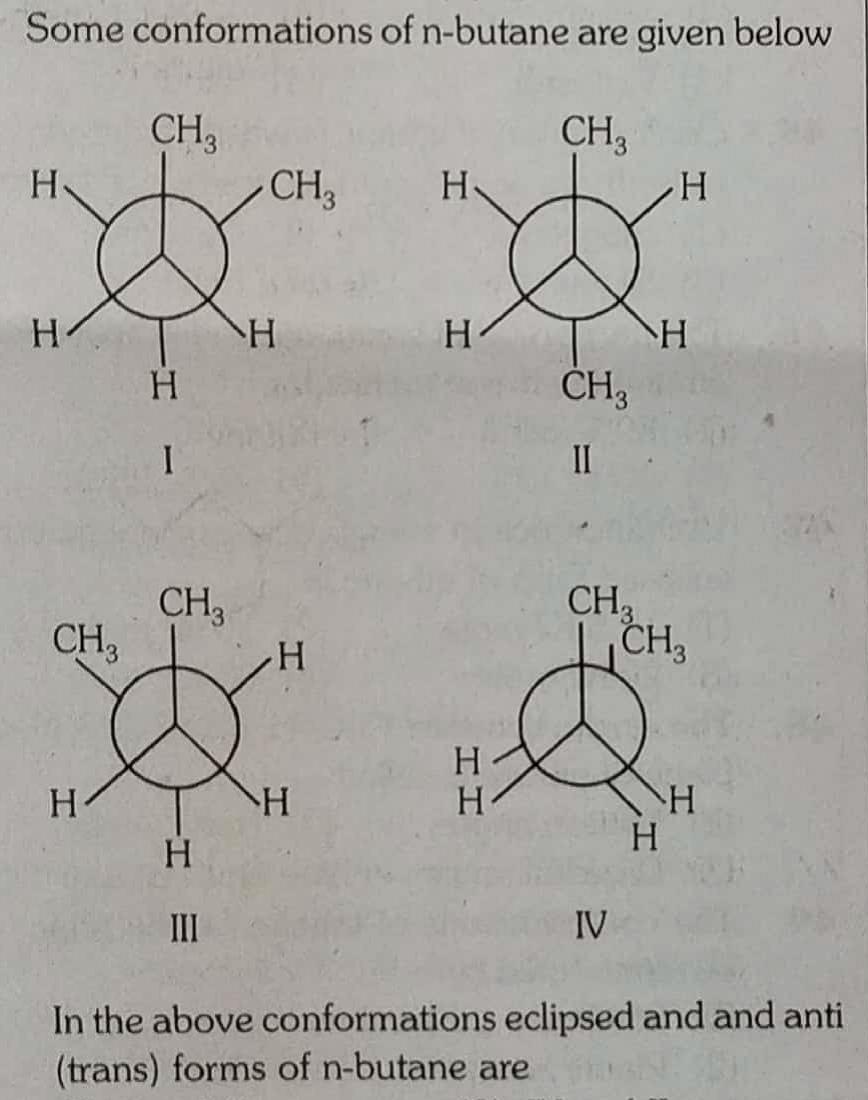 Some conformations of n-butane are given below
CH₃ CH₃
H CH₃ H H
H H H H
H CH₃
I II
CH₃ CH₃
CH₃ H CH₃
H
H H H H
H H
III IV
In the above conformations eclipsed and and anti
(trans) forms of n-butane are